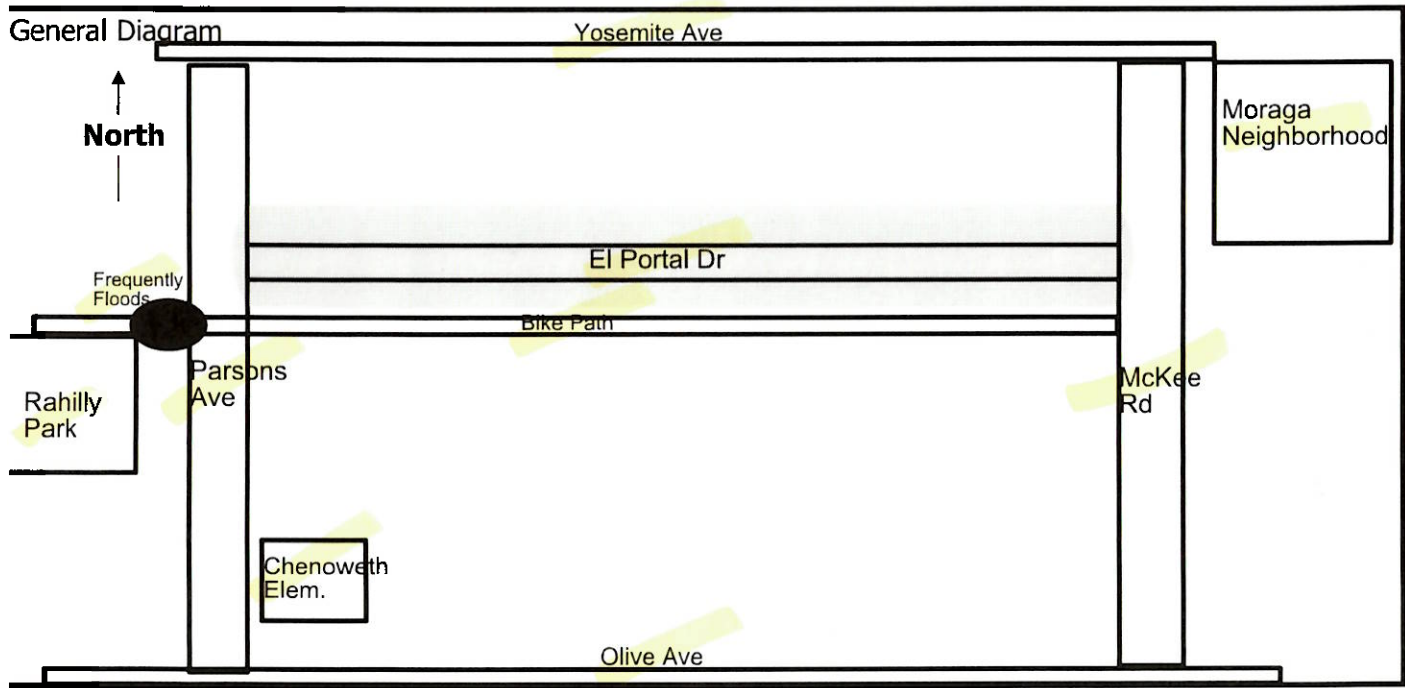 General Diagram
Yosemite Ave
North
Moraga
Neighborhood
El Portal Dr
Frequently
Floods
Bike Path
Parsons
Ave
McKee
Rd
Rahilly
Park
Chenoweth
Elem.
Olive Ave